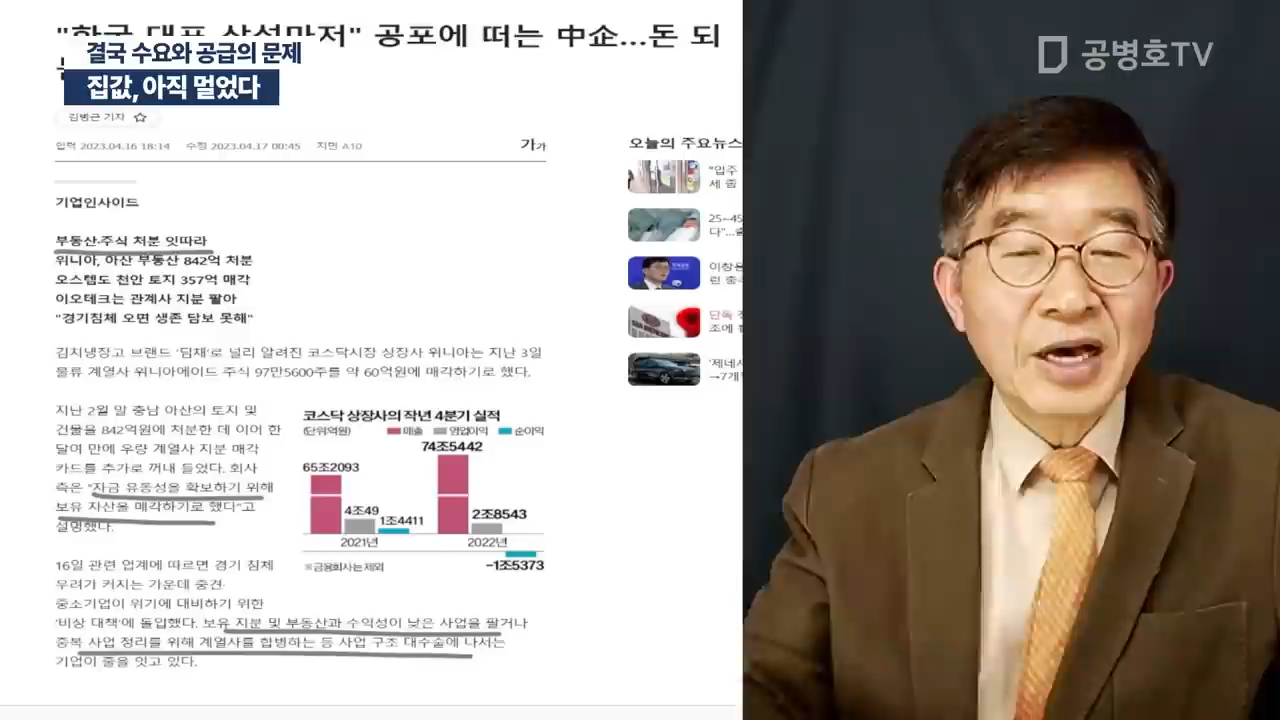 공포에 떠는 中企...돈 되
결국 수요와 공급의 문제
집값, 아직 멀었다
공병호TV
김병근 기자
입력 2023.04.16 18:14 수정 2023.04.17 00:45 지면 A10
가가
오늘의 주요뉴스
기업인사이드
부동산·주식 처분 잇따라
위니아, 아산 부동산 842억 처분
오스템도 천안 토지 357억 매각
이오테크는 관계사 지분 팔아
"경기침체 오면 생존 담보 못해"
김치냉장고 브랜드 '딤채'로 널리 알려진 코스닥시장 상장사 위니아는 지난 3일
물류 계열사 위니아에이드 주식 97만5600주를 약 60억원에 매각하기로 했다.
지난 2월 말 충남 아산의 토지 및
건물을 842억원에 처분한 데 이어 한
달여 만에 우량 계열사 지분 매각
카드를 추가로 꺼내 들었다. 회사
측은 "자금 유동성을 확보하기 위해
보유 자산을 매각하기로 했다"고
설명했다.
코스닥 상장사의 작년 4분기 실적
(단위:억원) 매출 영업이익 순이익
65조2093
4조49
1조4411
2021년
74조5442
2조8543
2022년
-1조5373
※금융회사는 제외
16일 관련 업계에 따르면 경기 침체
우려가 커지는 가운데 중견·
중소기업이 위기에 대비하기 위한
'비상 대책'에 돌입했다. 보유 지분 및 부동산과 수익성이 낮은 사업을 팔거나
중복 사업 정리를 위해 계열사를 합병하는 등 사업 구조 대수술에 나서는
기업이 줄을 잇고 있다.
"입주
세 줌
25~45
다"...
이창용
런 중
단독
조에
'제네시
→7개